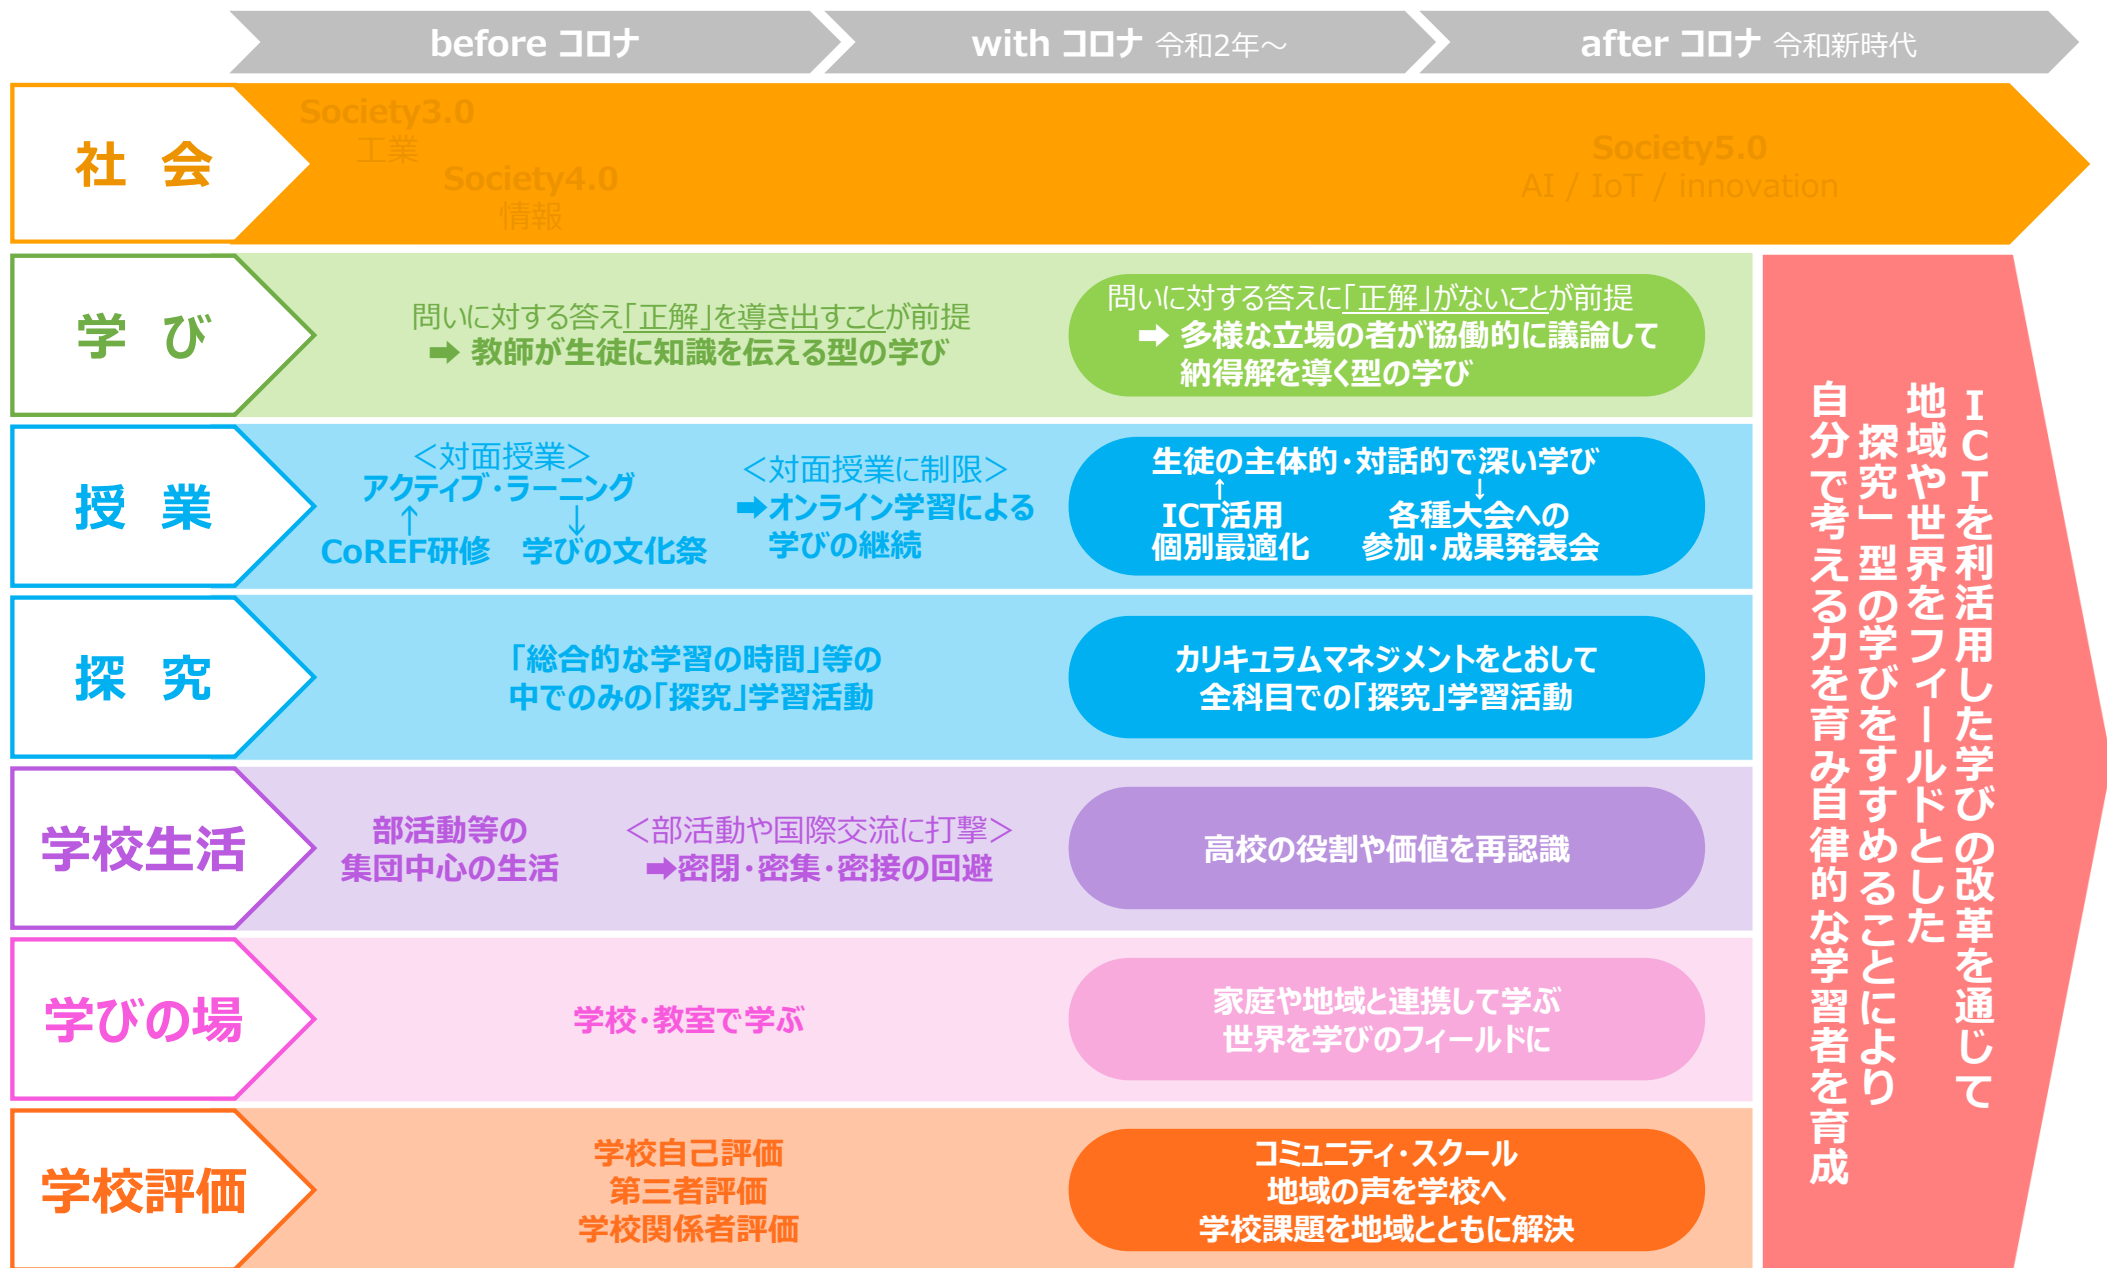 before コロナ
with コロナ 令和2年～
after コロナ 令和新時代
社 会
Society3.0
工業
Society4.0
情報
Society5.0
AI / IoT / innovation
学 び
問いに対する答え「正解」を導き出すことが前提
➡ 教師が生徒に知識を伝える型の学び
問いに対する答えに「正解」がないことが前提
➡ 多様な立場の者が協働的に議論して
納得解を導く型の学び
授 業
＜対面授業＞
アクティブ・ラーニング
↑ ↓
CoREF研修 学びの文化祭
＜対面授業に制限＞
➡オンライン学習による
学びの継続
生徒の主体的・対話的で深い学び
↑ ↓
ICT活用 各種大会への
個別最適化 参加・成果発表会
探 究
「総合的な学習の時間」等の
中でのみの「探究」学習活動
カリキュラムマネジメントをとおして
全科目での「探究」学習活動
学校生活
部活動等の
集団中心の生活
＜部活動や国際交流に打撃＞
➡密閉・密集・密接の回避
高校の役割や価値を再認識
学びの場
学校・教室で学ぶ
家庭や地域と連携して学ぶ
世界を学びのフィールドに
学校評価
学校自己評価
第三者評価
学校関係者評価
コミュニティ・スクール
地域の声を学校へ
学校課題を地域とともに解決
ＩＣＴを利活用した学びの改革を通じて
地域や世界をフィールドとした
「探究」型の学びをすすめることにより
自分で考える力を育み自律的な学習者を育成